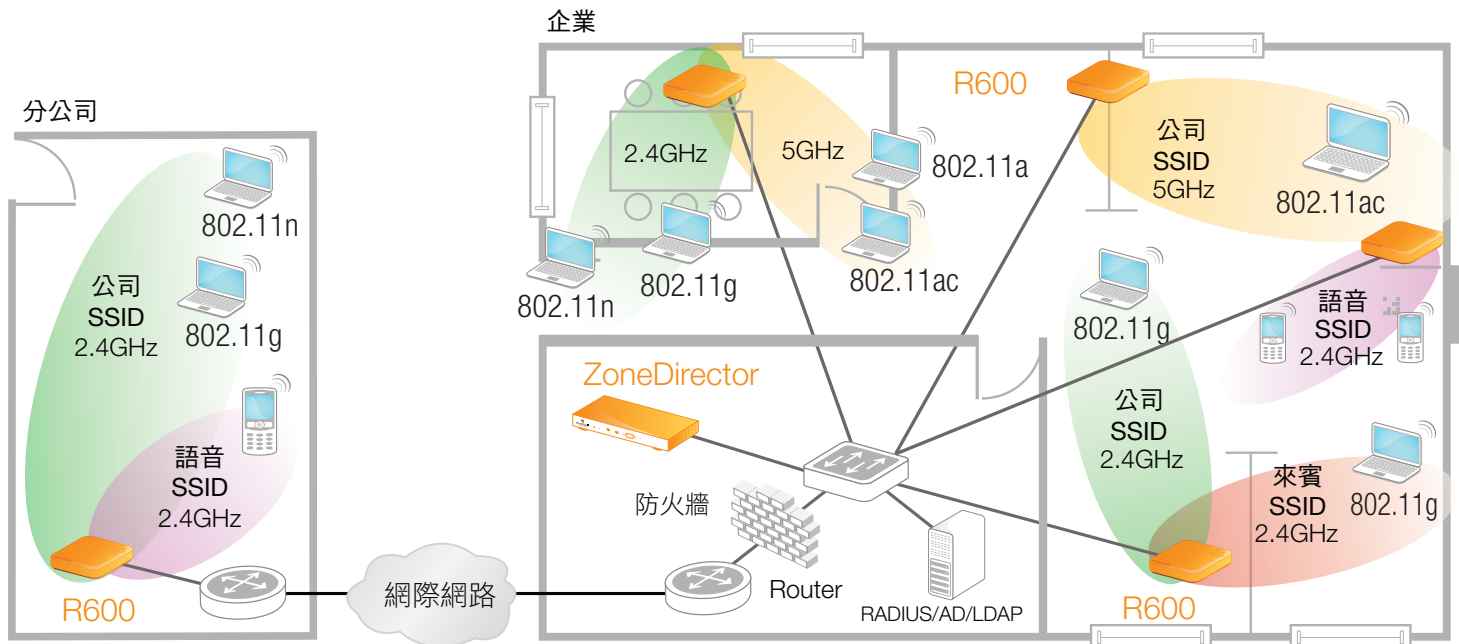 分公司
802.11n
公司
SSID
2.4GHz
802.11g
語音
SSID
2.4GHz
R600
網際網路
企業
2.4GHz
5GHz
802.11a
802.11n
802.11g
802.11ac
R600
公司
SSID
5GHz
802.11ac
802.11g
語音
SSID
2.4GHz
ZoneDirector
防火牆
Router
RADIUS/AD/LDAP
公司
SSID
2.4GHz
來賓
SSID
2.4GHz
802.11g
R600